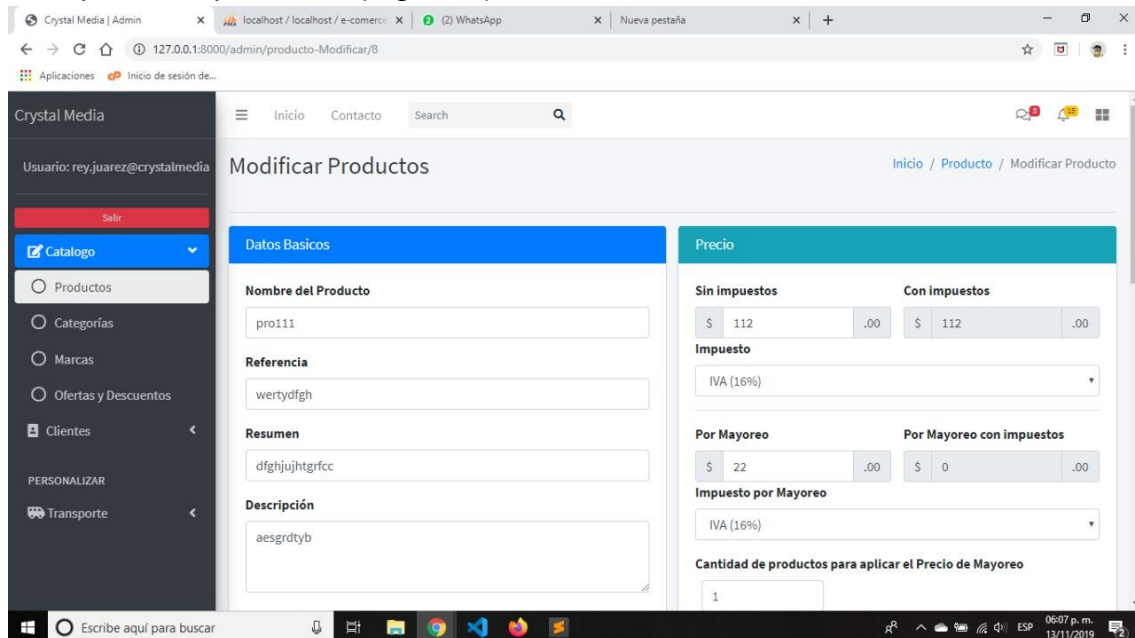 Crystal Media | Admin
localhost / localhost / e-comerce
(2) WhatsApp
Nueva pestaña
127.0.0.1:8000/admin/producto-Modificar/8
Aplicaciones
Inicio de sesión de...
Crystal Media
Inicio
Contacto
Search
15
Usuario: rey.juarez@crystalmedia
Modificar Productos
Inicio / Producto / Modificar Producto
Salir
Catalogo
Datos Basicos
Precio
Productos
Nombre del Producto
Sin impuestos
Con impuestos
pro111
$ 112 .00
$ 112 .00
Categorías
Impuesto
Marcas
Referencia
IVA (16%)
wertydfgh
Ofertas y Descuentos
Clientes
Resumen
Por Mayoreo
Por Mayoreo con impuestos
dfghjujhtgrfcc
$ 22 .00
$ 0 .00
PERSONALIZAR
Impuesto por Mayoreo
Transporte
Descripción
IVA (16%)
aesgrdtyb
Cantidad de productos para aplicar el Precio de Mayoreo
1
Escribe aquí para buscar
ESP
06:07 p. m.
13/11/2019
2